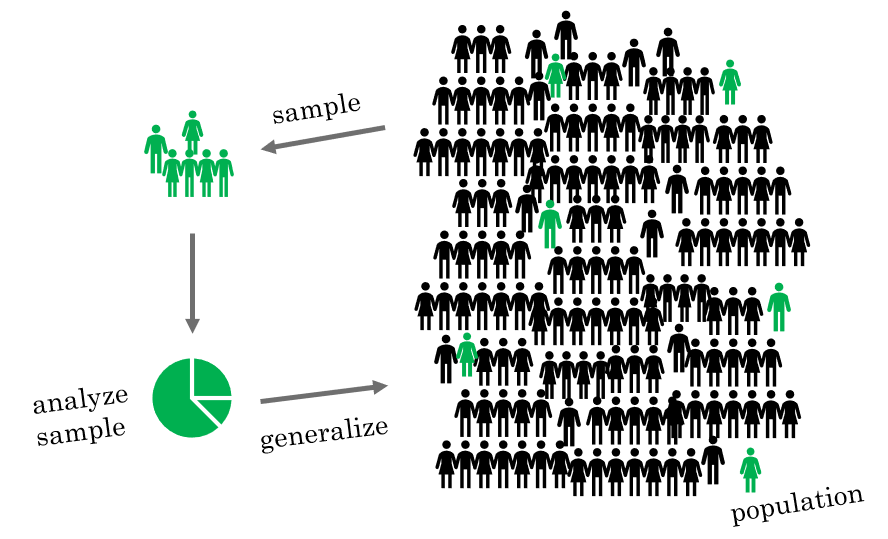 sample
analyze
sample
generalize
population